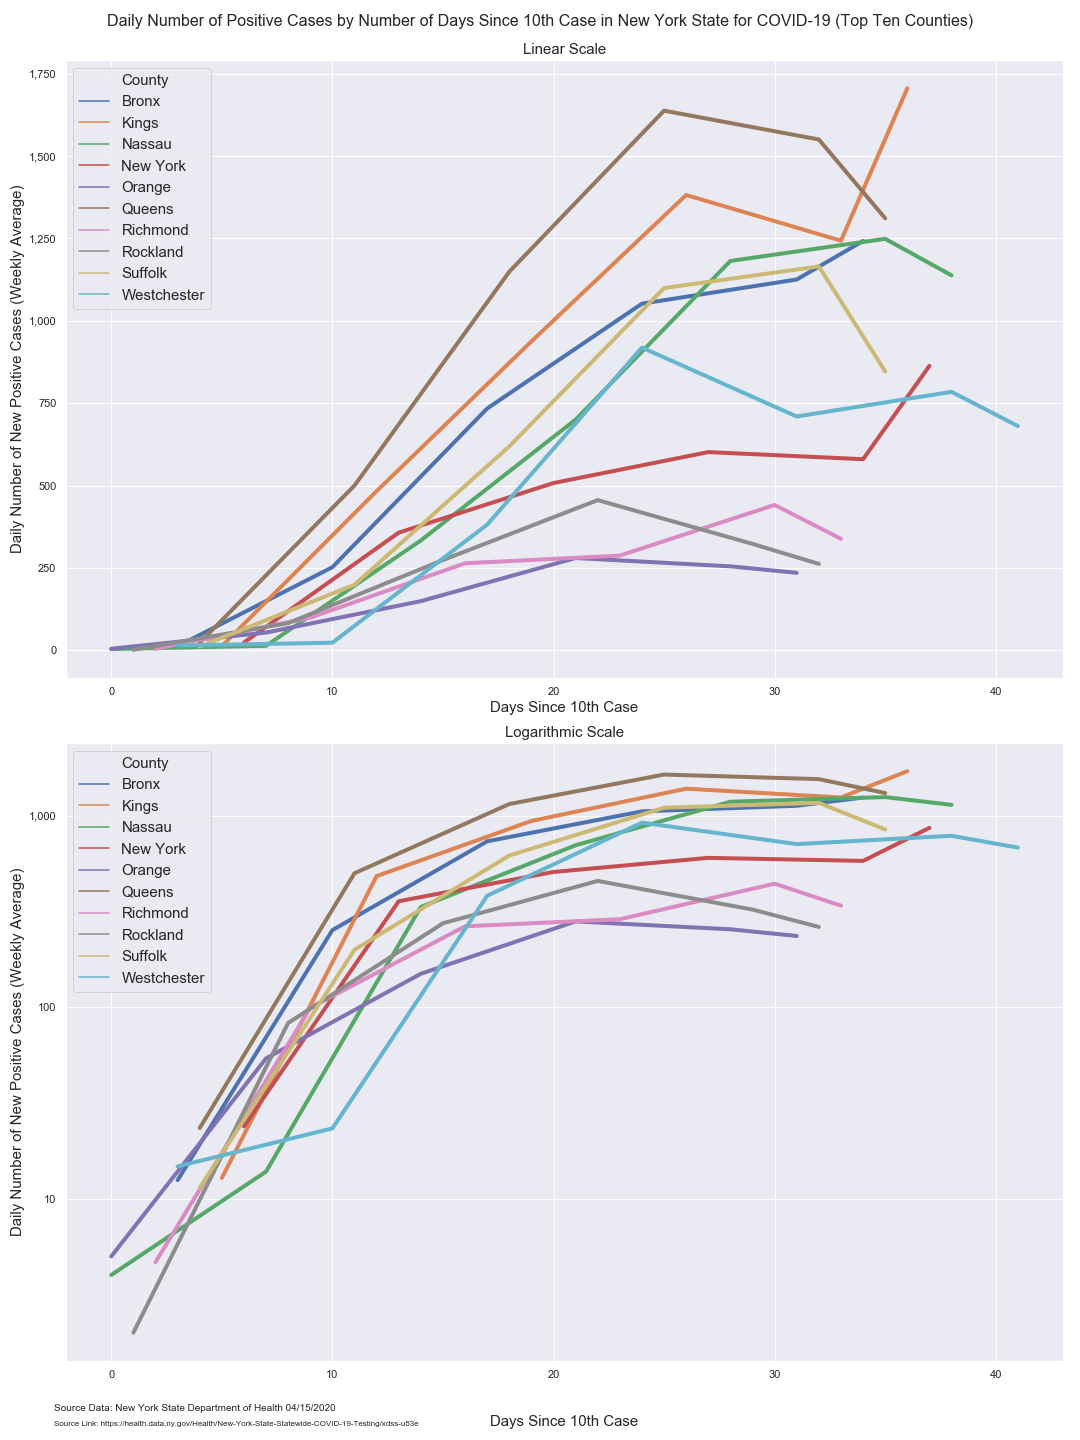 Daily Number of Positive Cases by Number of Days Since 10th Case in New York State for COVID-19 (Top Ten Counties)
Linear Scale
Daily Number of New Positive Cases (Weekly Average)
1,750
1,500
1,250
1,000
750
500
250
0
County
Bronx
Kings
Nassau
New York
Orange
Queens
Richmond
Rockland
Suffolk
Westchester
0 10 20 30 40
Days Since 10th Case
Logarithmic Scale
Daily Number of New Positive Cases (Weekly Average)
1,000
100
10
County
Bronx
Kings
Nassau
New York
Orange
Queens
Richmond
Rockland
Suffolk
Westchester
0 10 20 30 40
Days Since 10th Case
Source Data: New York State Department of Health 04/15/2020
Source Link: https://health.data.ny.gov/Health/New-York-State-Statewide-COVID-19-Testing/xdss-u53e